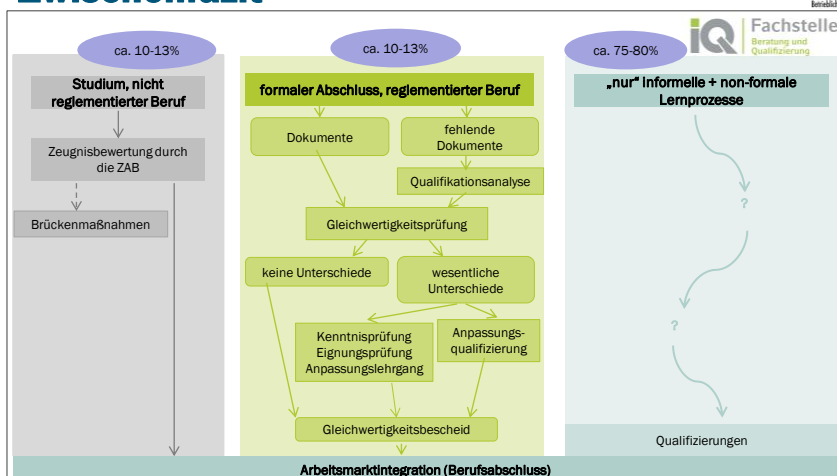 Zwischenfazit
Betrieblich
iQ Fachstelle
Beratung und
Qualifizierung
ca. 10-13%
ca. 10-13%
ca. 75-80%
Studium, nicht
reglementierter Beruf
Zeugnisbewertung durch
die ZAB
Brückenmaßnahmen
formaler Abschluss, reglementierter Beruf
Dokumente
fehlende
Dokumente
Qualifikationsanalyse
Gleichwertigkeitsprüfung
keine Unterschiede
wesentliche
Unterschiede
Kenntnisprüfung
Eignungsprüfung
Anpassungslehrgang
Anpassungs-
qualifizierung
Gleichwertigkeitsbescheid
„nur" Informelle + non-formale
Lernprozesse
?
?
Qualifizierungen
Arbeitsmarktintegration (Berufsabschluss)